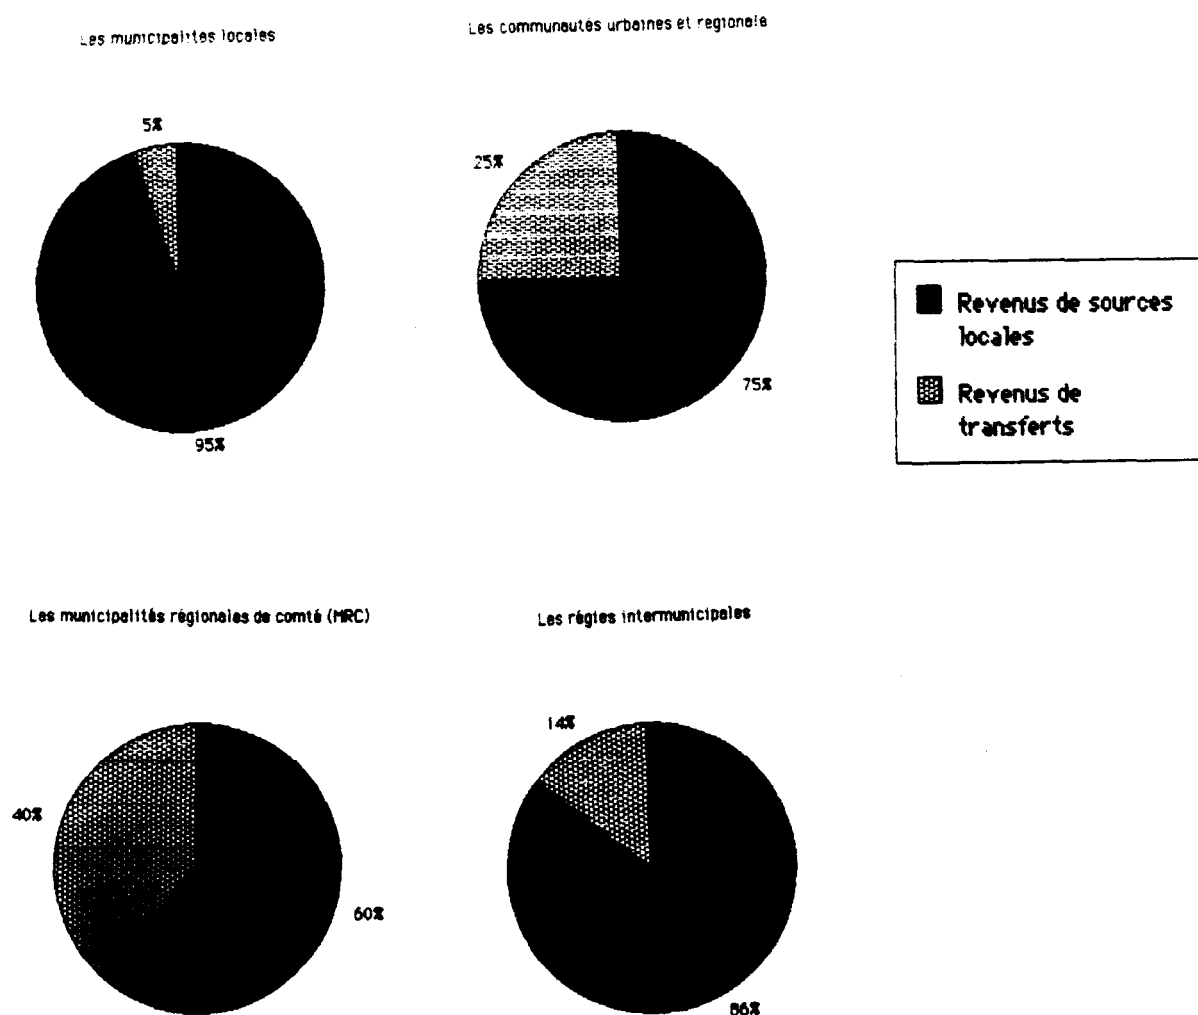 Les municipalités locales
Les communautés urbaines et regionale
5%
25%
75%
95%
Revenus de sources
locales
Revenus de
transferts
Les municipalités régionales de comté (MRC)
Les régies intermunicipales
40%
60%
14%
86%